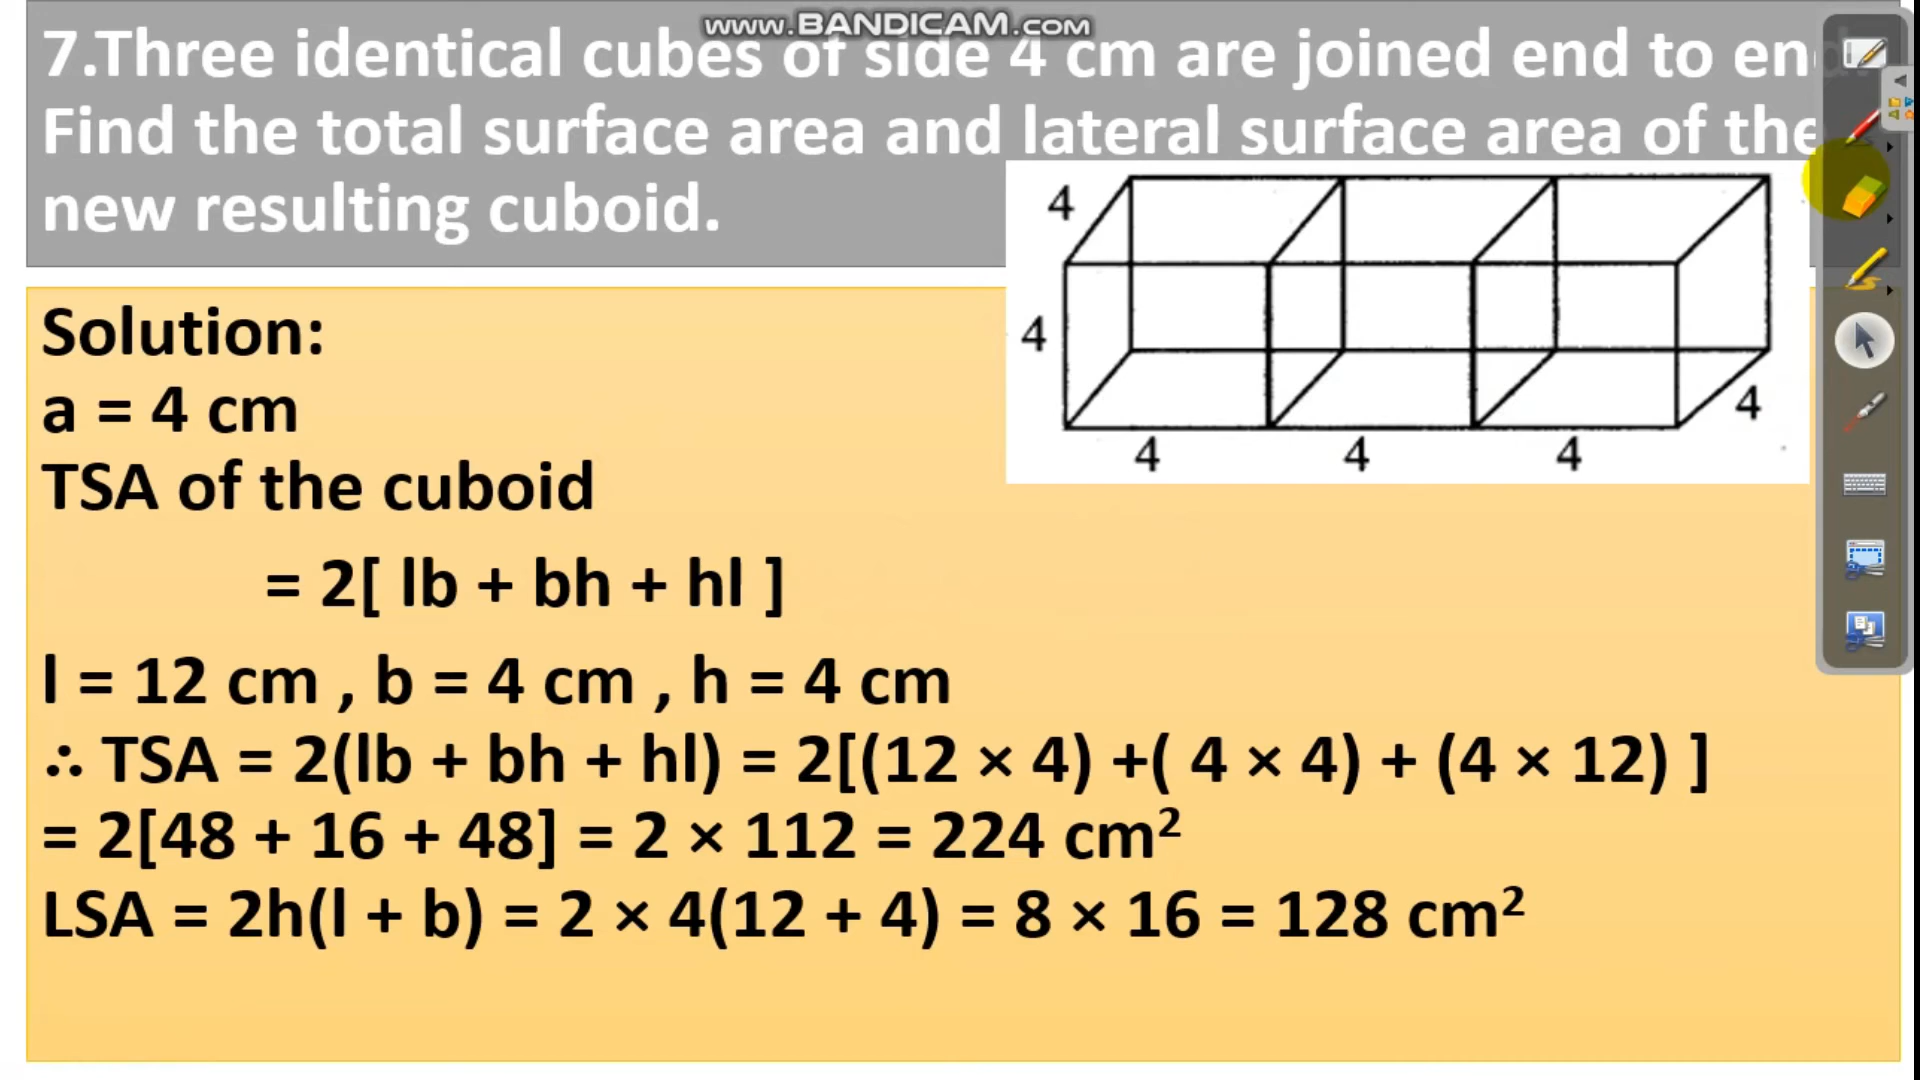 www.BANDICAM.com
7.Three identical cubes of side 4 cm are joined end to end.
Find the total surface area and lateral surface area of the
new resulting cuboid.
4
4
4
4 4 4
Solution:
a = 4 cm
TSA of the cuboid
= 2[ lb + bh + hl ]
l = 12 cm , b = 4 cm , h = 4 cm
∴ TSA = 2(lb + bh + hl) = 2[(12 × 4) +( 4 × 4) + (4 × 12) ]
= 2[48 + 16 + 48] = 2 × 112 = 224 cm²
LSA = 2h(l + b) = 2 × 4(12 + 4) = 8 × 16 = 128 cm²